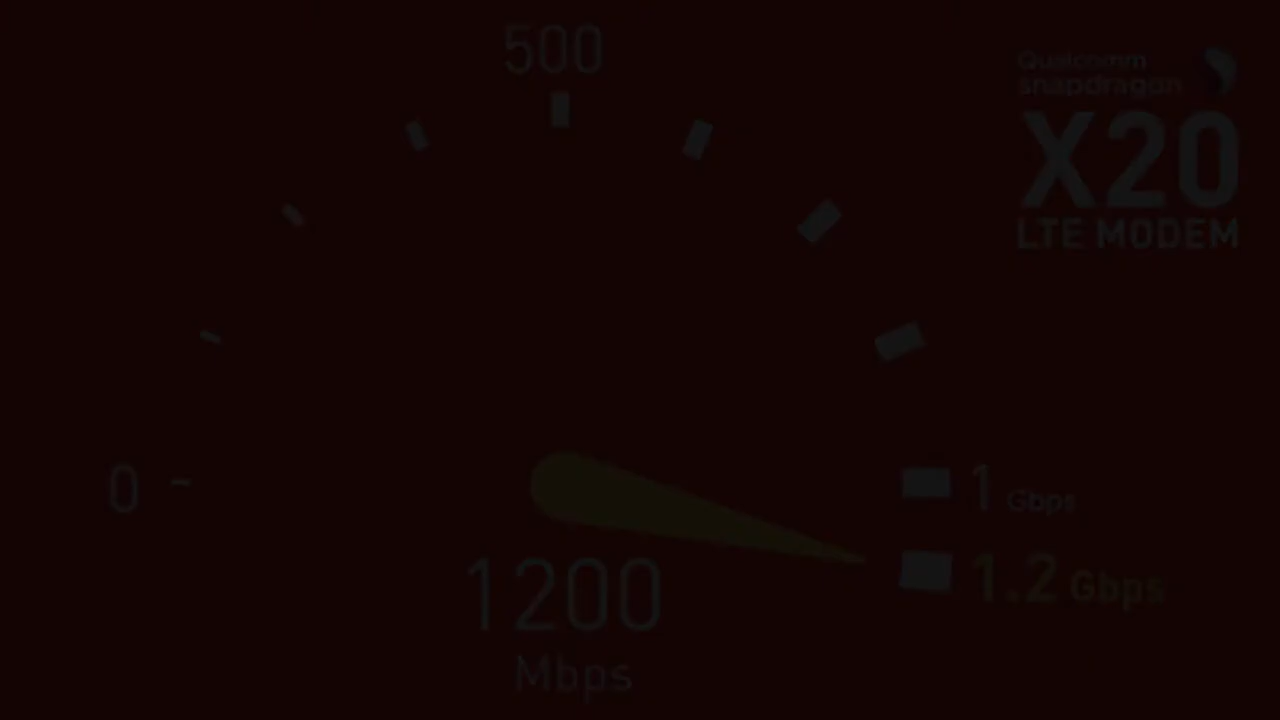 500
Qualcomm
snapdragon
X20
LTE MODEM
0
1 Gbps
1.2 Gbps
1200
Mbps